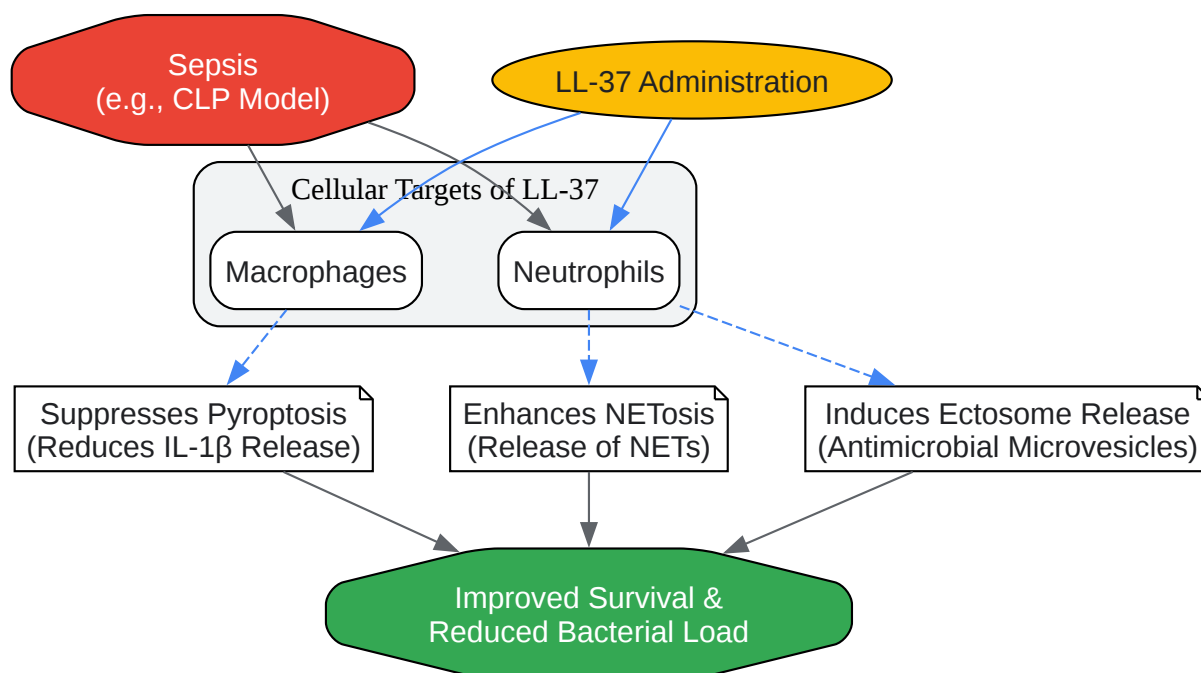 Sepsis
(e.g., CLP Model)
LL-37 Administration
Cellular Targets of LL-37
Macrophages
Neutrophils
Suppresses Pyroptosis
(Reduces IL-1β Release)
Enhances NETosis
(Release of NETs)
Induces Ectosome Release
(Antimicrobial Microvesicles)
Improved Survival &
Reduced Bacterial Load